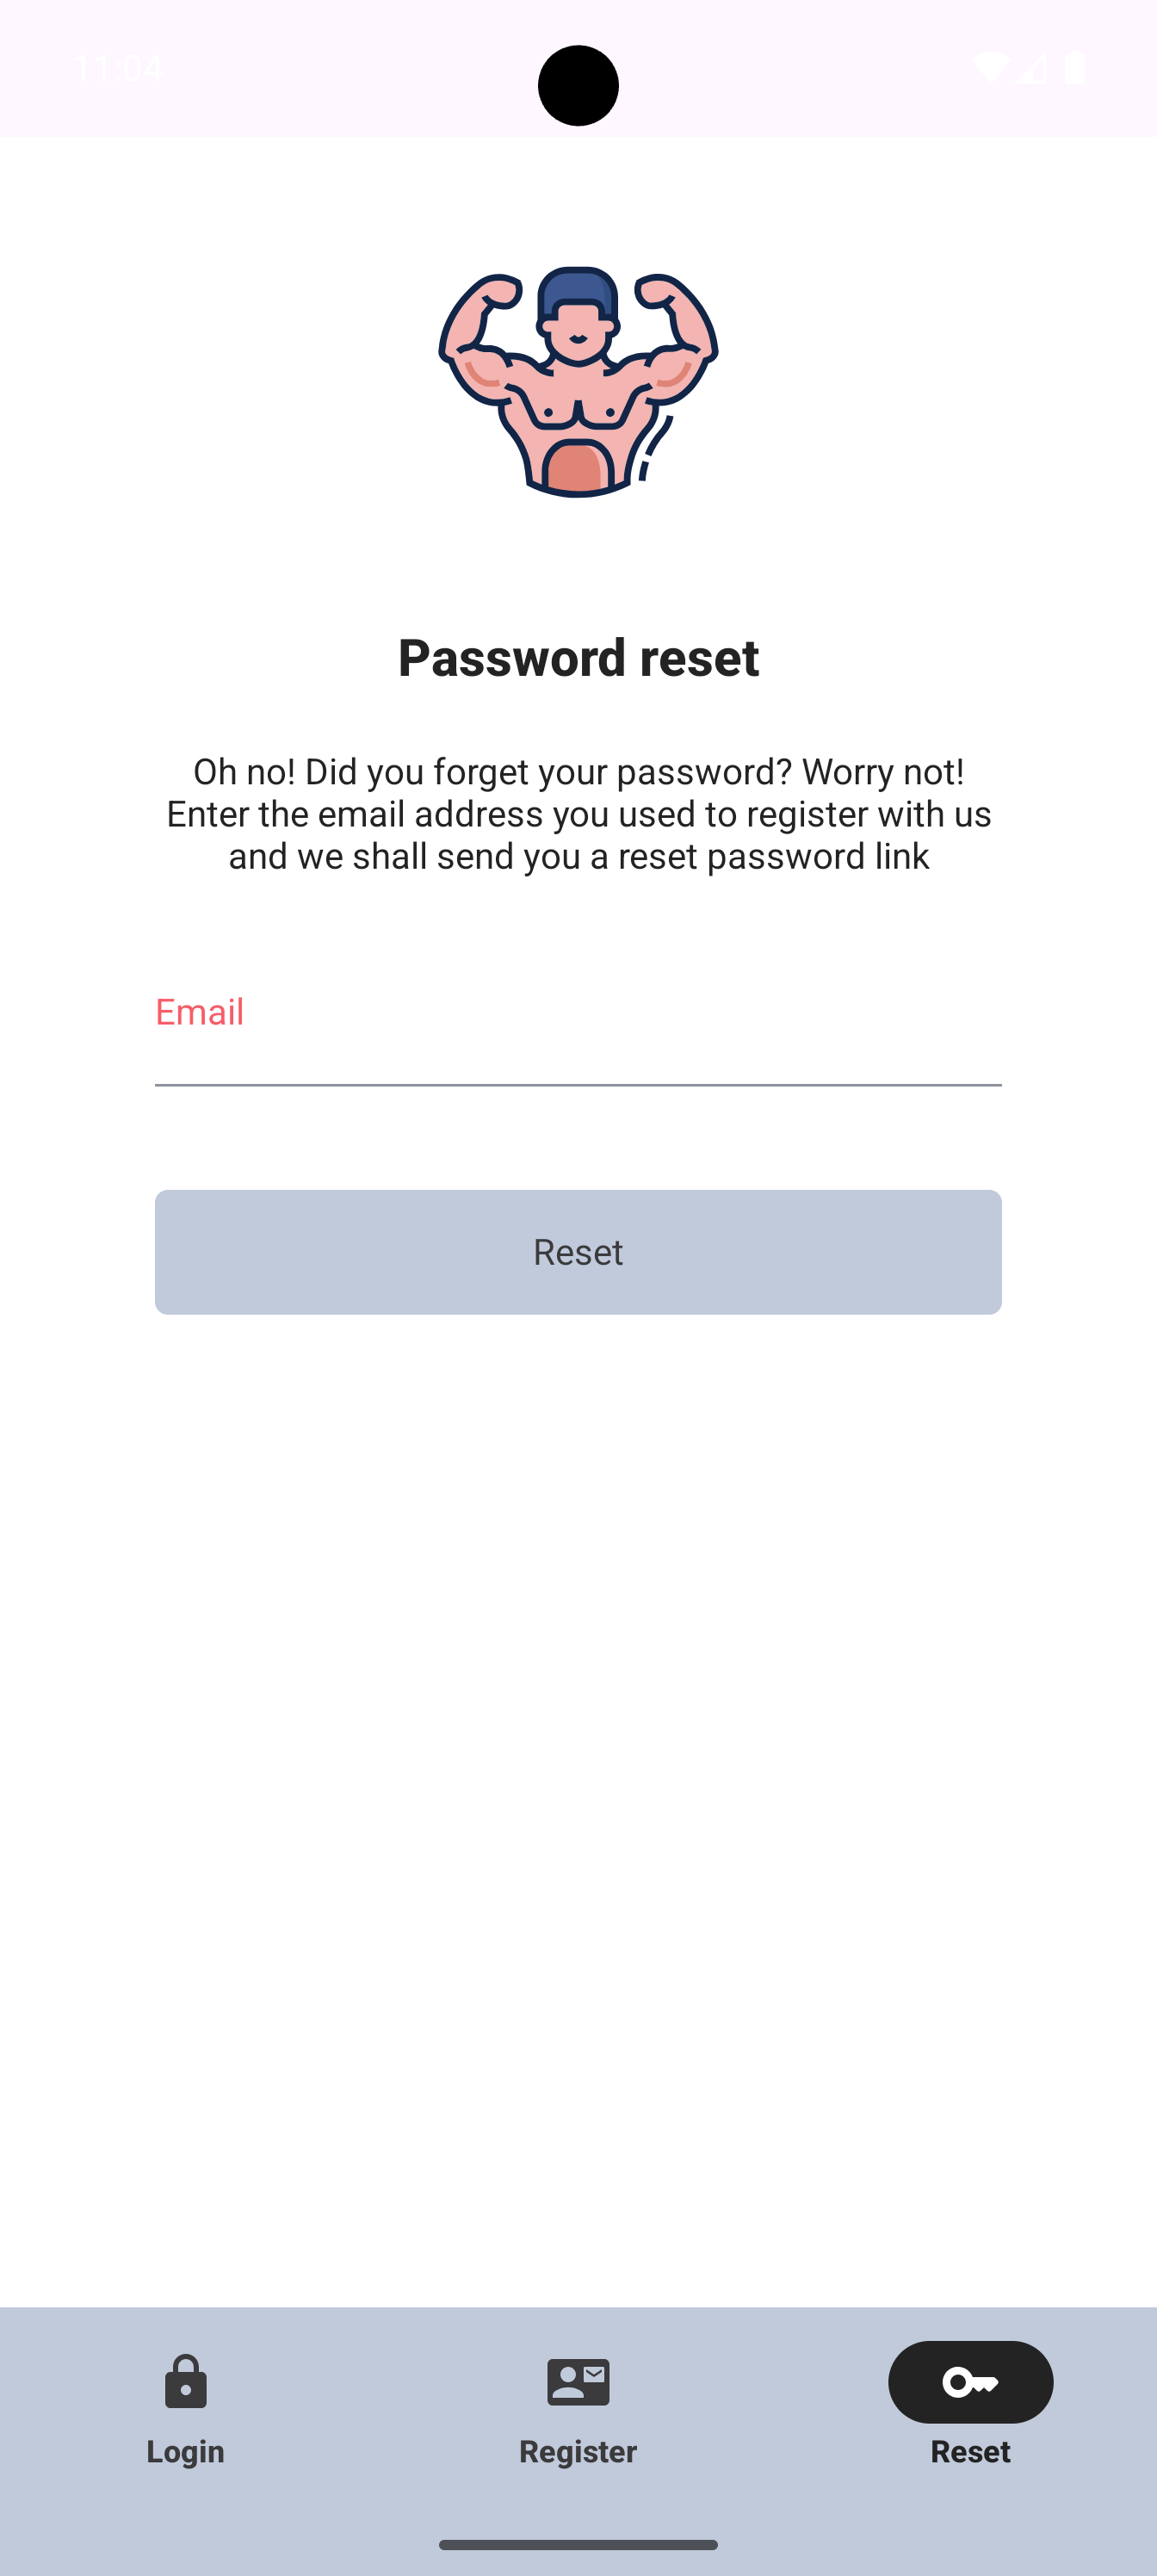 11:04
Password reset
Oh no! Did you forget your password? Worry not!
Enter the email address you used to register with us
and we shall send you a reset password link
Email
Reset
Login
Register
Reset